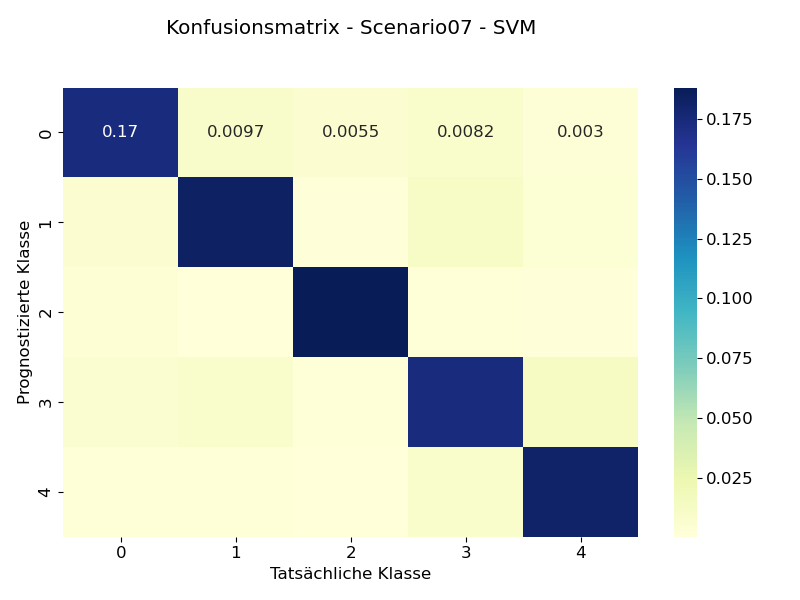 Konfusionsmatrix - Scenario07 - SVM
0 0.17 0.0097 0.0055 0.0082 0.003
1
2
3
4
0 1 2 3 4
Prognostizierte Klasse
Tatsächliche Klasse
0.175
0.150
0.125
0.100
0.075
0.050
0.025